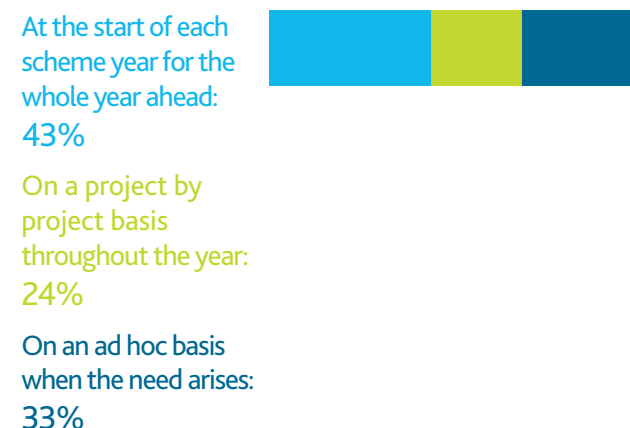 At the start of each
scheme year for the
whole year ahead:
43%
On a project by
project basis
throughout the year:
24%
On an ad hoc basis
when the need arises:
33%